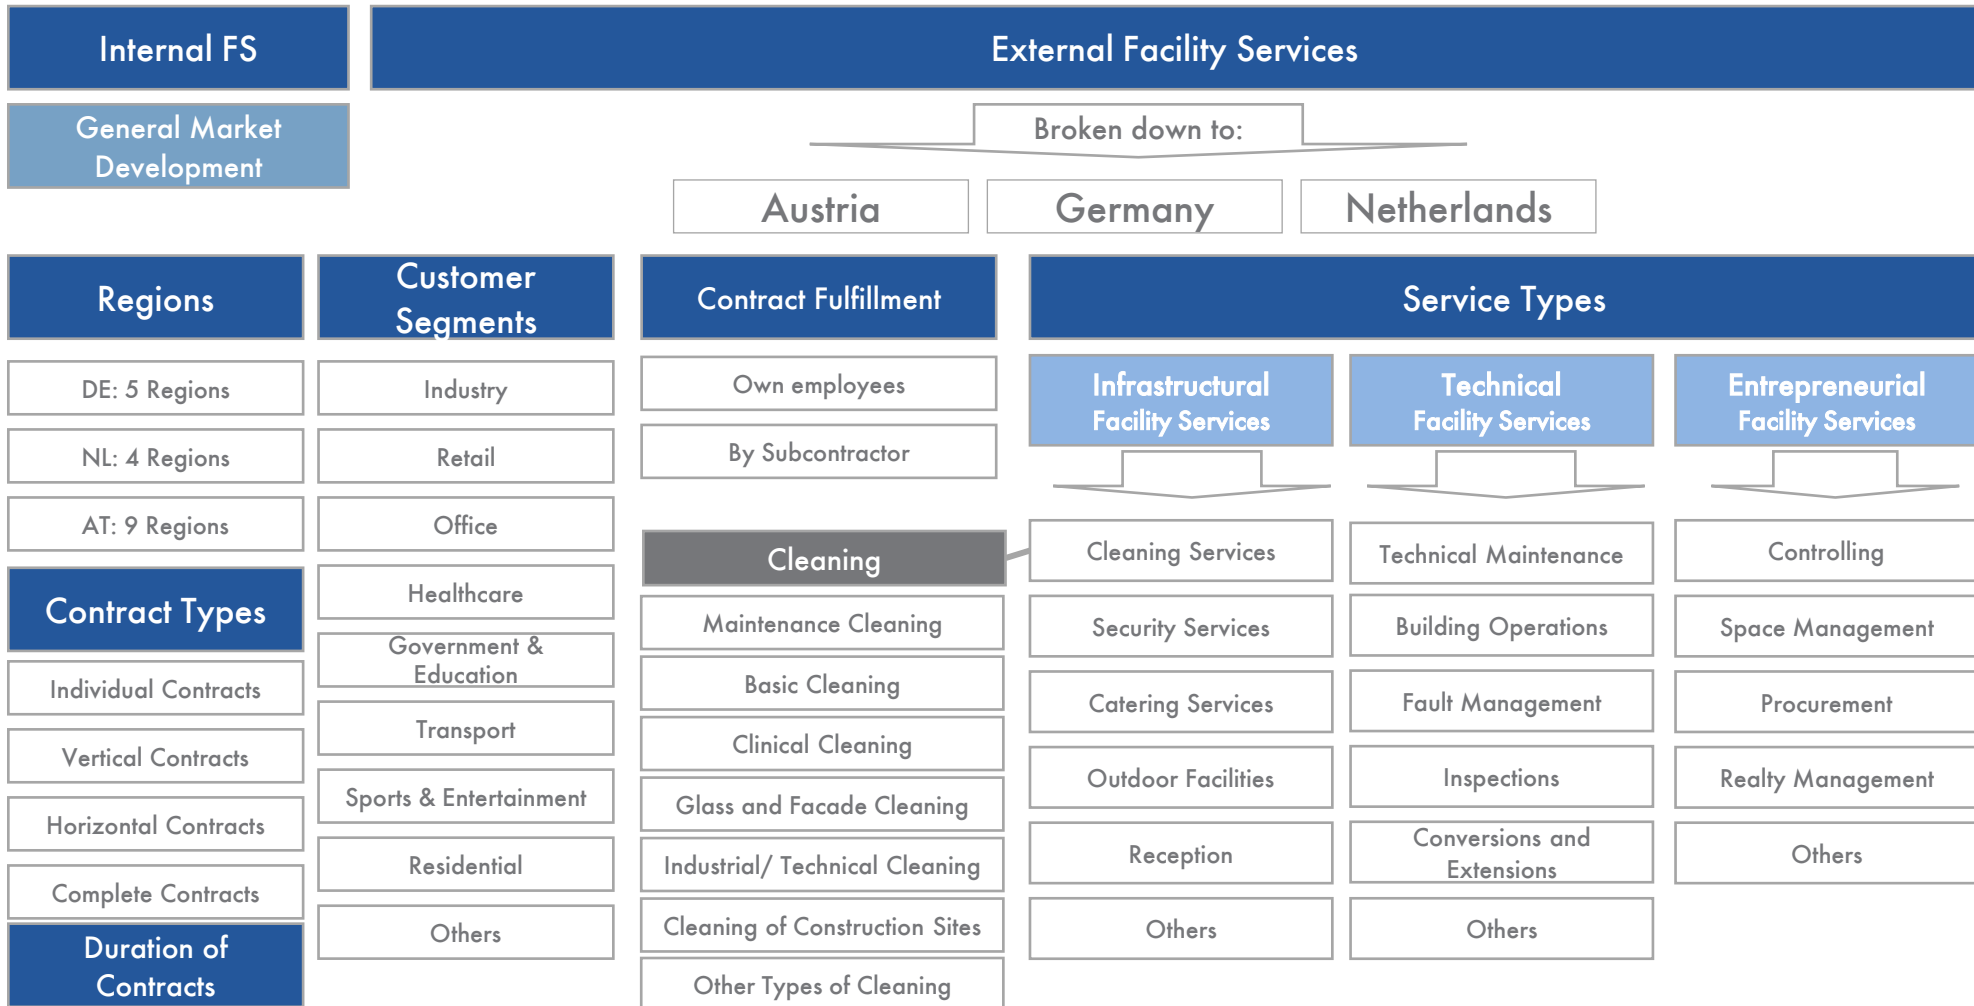 Internal FS
External Facility Services
General Market
Development
Broken down to:
Austria
Germany
Netherlands
Regions
DE: 5 Regions
NL: 4 Regions
AT: 9 Regions
Contract Types
Individual Contracts
Vertical Contracts
Horizontal Contracts
Complete Contracts
Duration of
Contracts
Customer
Segments
Industry
Retail
Office
Healthcare
Government &
Education
Transport
Sports & Entertainment
Residential
Others
Contract Fulfillment
Own employees
By Subcontractor
Cleaning
Maintenance Cleaning
Basic Cleaning
Clinical Cleaning
Glass and Facade Cleaning
Industrial/ Technical Cleaning
Cleaning of Construction Sites
Other Types of Cleaning
Service Types
Infrastructural
Facility Services
Cleaning Services
Security Services
Catering Services
Outdoor Facilities
Reception
Others
Technical
Facility Services
Technical Maintenance
Building Operations
Fault Management
Inspections
Conversions and
Extensions
Others
Entrepreneurial
Facility Services
Controlling
Space Management
Procurement
Realty Management
Others